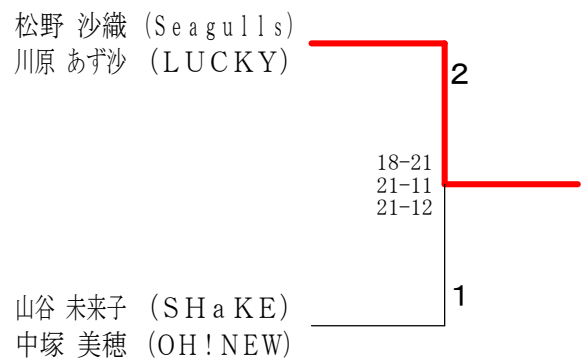 松野 沙織 (Seagulls)
川原 あず沙 (LUCKY)
2
18-21
21-11
21-12
1
山谷 未来子 (SHaKE)
中塚 美穂 (OH!NEW)